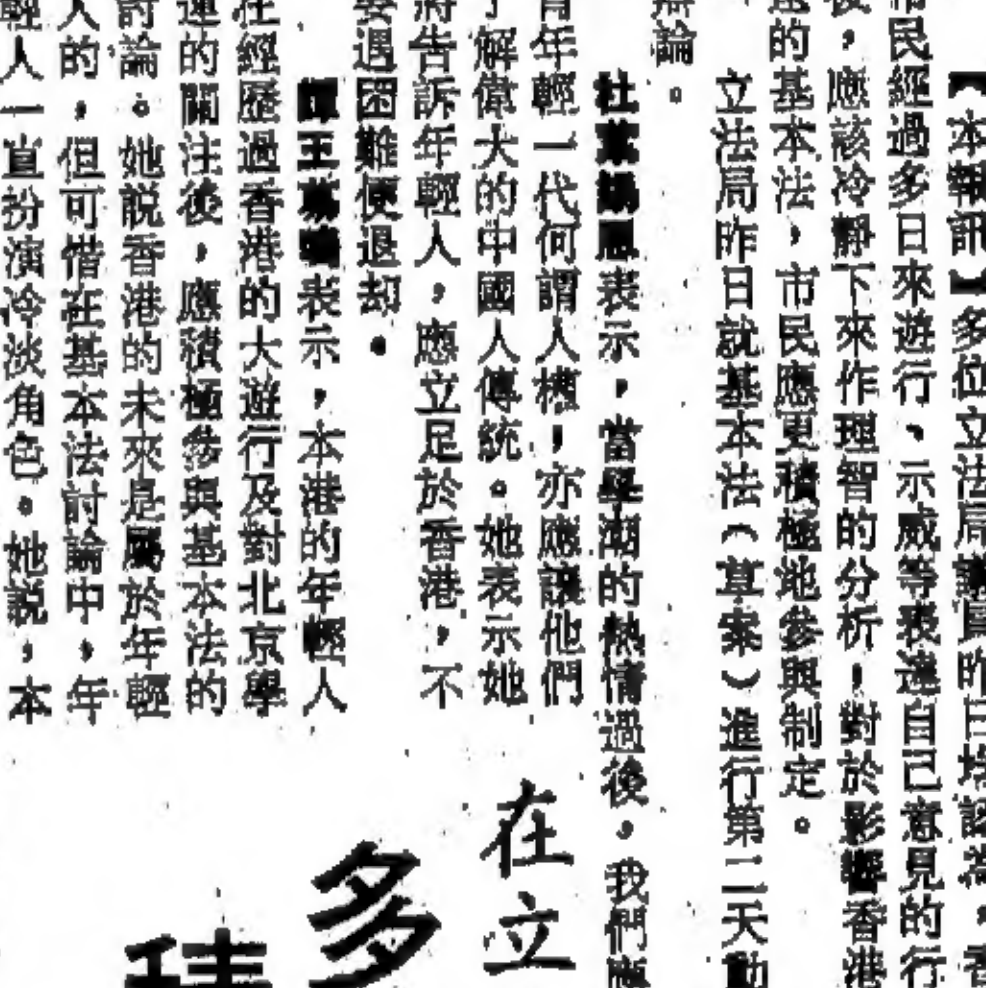 【本報訊】多位立法局議員昨日均認為，香
市民經過多日來遊行、示威等表達自己意見的行
後，應該冷靜下來作理智的分析，對於影響香港
的基本法，市民應更積極地參與制定。
立法局昨日就基本法（草案）進行第二天動
辯論。
杜葉錫恩表示，當學潮的熱情過後，我們應
青年輕一代何謂人權，亦應讓他們
了解偉大的中國人傳統。她表示她
將告訴年輕人，應立足於香港，不
要遇困難便退却。
譚王䓪鳴表示，本港的年輕人
在經歷過香港的大遊行及對北京學
運的關注後，應積極參與基本法的
討論。她說香港的未來是屬於年輕
人的，但可惜在基本法討論中，年
輕人一直扮演冷淡角色。她說，本
在立
多